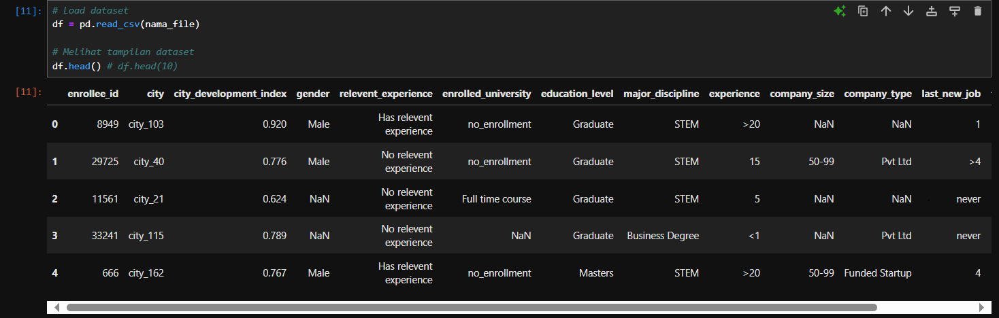 [11]: # Load dataset
df = pd.read_csv(nama_file)
# Melihat tampilan dataset
df.head() # df.head(10)
[11]: enrollee_id city city_development_index gender relevent_experience enrolled_university education_level major_discipline experience company_size company_type last_new_job
0 8949 city_103 0.920 Male Has relevent experience no_enrollment Graduate STEM >20 NaN NaN 1
1 29725 city_40 0.776 Male No relevent experience no_enrollment Graduate STEM 15 50-99 Pvt Ltd >4
2 11561 city_21 0.624 NaN No relevent experience Full time course Graduate STEM 5 NaN NaN never
3 33241 city_115 0.789 NaN No relevent experience NaN Graduate Business Degree <1 NaN Pvt Ltd never
4 666 city_162 0.767 Male Has relevent experience no_enrollment Masters STEM >20 50-99 Funded Startup 4